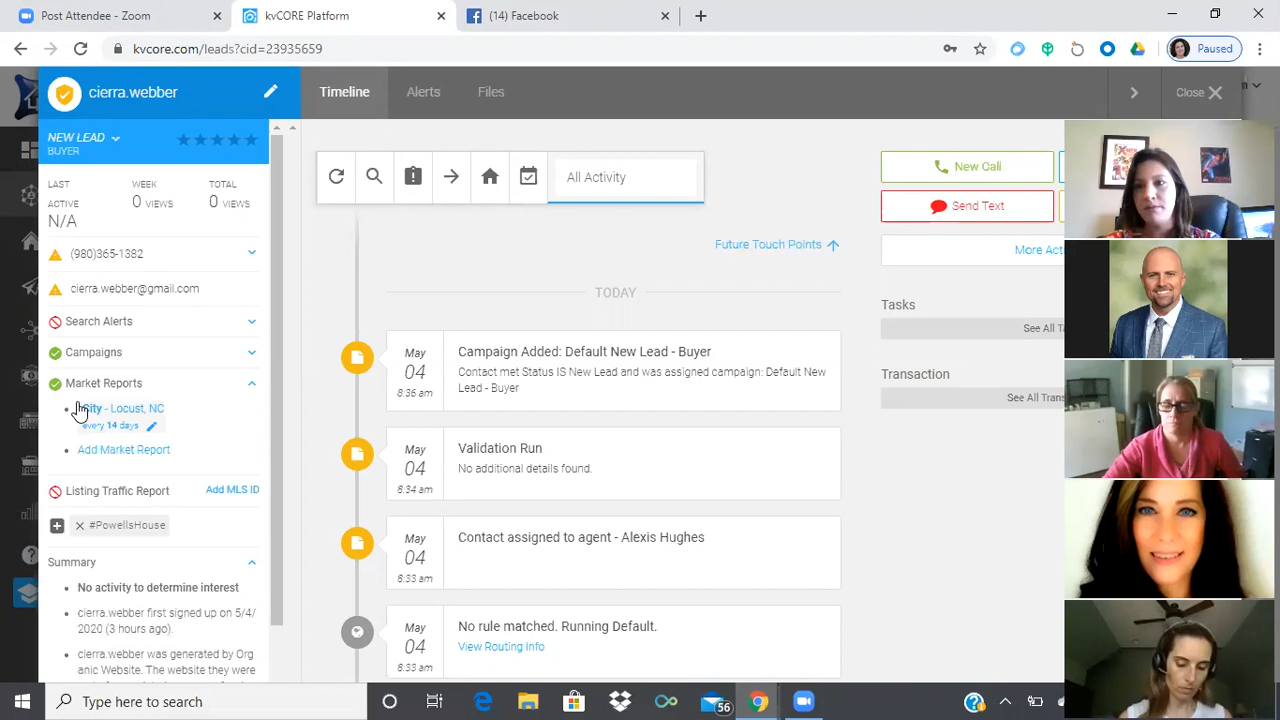 Post Attendee - Zoom
kvCORE Platform
(14) Facebook
kvcore.com/leads?cid=23935659
Paused
cierra.webber
Timeline
Alerts
Files
Close
NEW LEAD
BUYER
LAST ACTIVE
N/A
WEEK
0 VIEWS
TOTAL
0 VIEWS
(980)365-1382
cierra.webber@gmail.com
Search Alerts
Campaigns
Market Reports
City - Locust, NC
every 14 days
Add Market Report
Listing Traffic Report
Add MLS ID
#PowellsHouse
Summary
No activity to determine interest
cierra.webber first signed up on 5/4/
2020 (3 hours ago).
cierra.webber was generated by Org
anic Website. The website they were
All Activity
Future Touch Points
TODAY
May
04
8:36 am
Campaign Added: Default New Lead - Buyer
Contact met Status IS New Lead and was assigned campaign: Default New
Lead - Buyer
May
04
8:34 am
Validation Run
No additional details found.
May
04
8:33 am
Contact assigned to agent - Alexis Hughes
May
04
8:33 am
No rule matched. Running Default.
View Routing Info
New Call
Send Text
More Acti
Tasks
See All T
Transaction
See All Trans
Type here to search
56